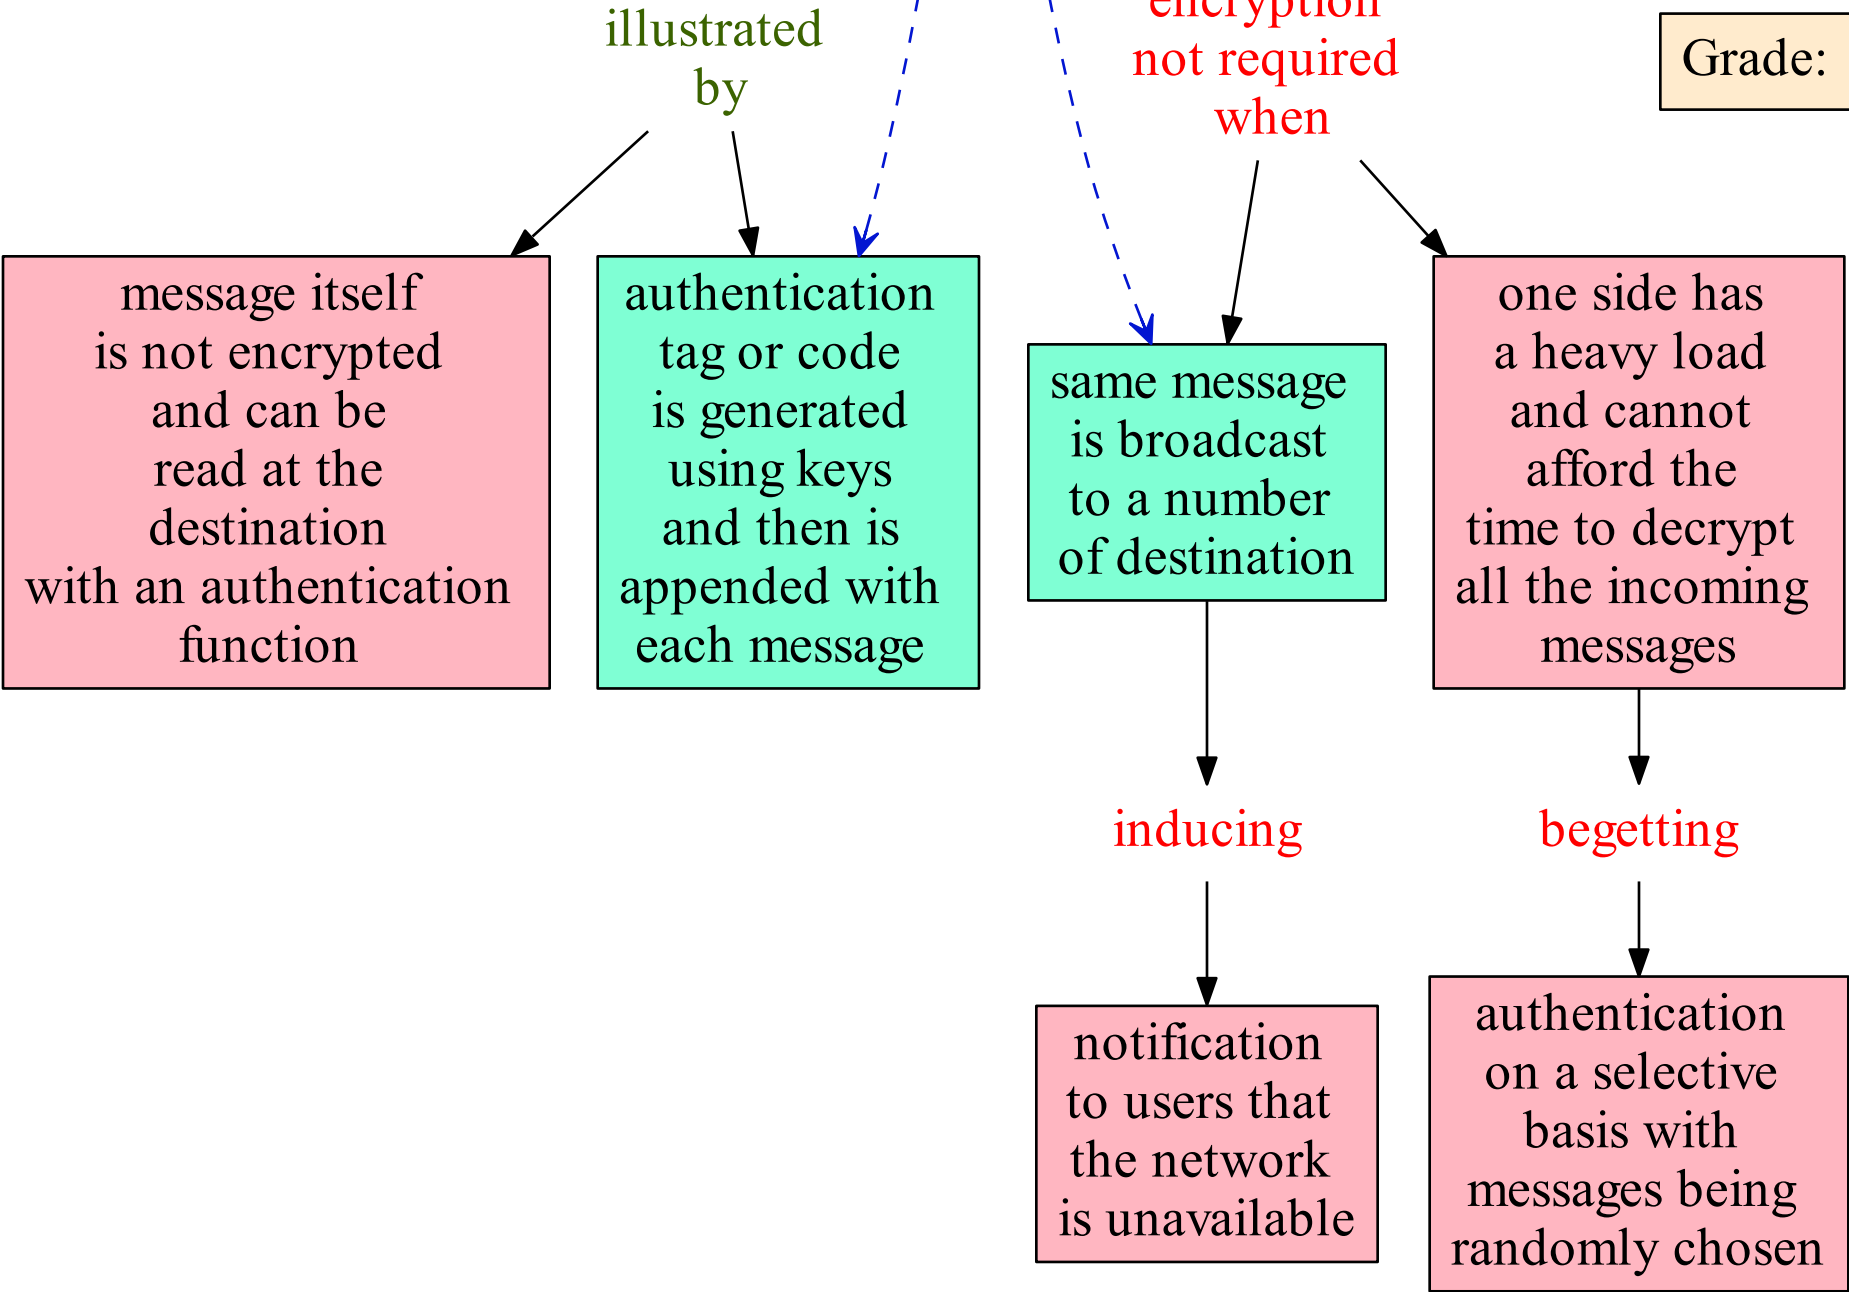 illustrated
by
encryption
not required
when
Grade:
message itself
is not encrypted
and can be
read at the
destination
with an authentication
function
authentication
tag or code
is generated
using keys
and then is
appended with
each message
same message
is broadcast
to a number
of destination
one side has
a heavy load
and cannot
afford the
time to decrypt
all the incoming
messages
inducing
begetting
notification
to users that
the network
is unavailable
authentication
on a selective
basis with
messages being
randomly chosen